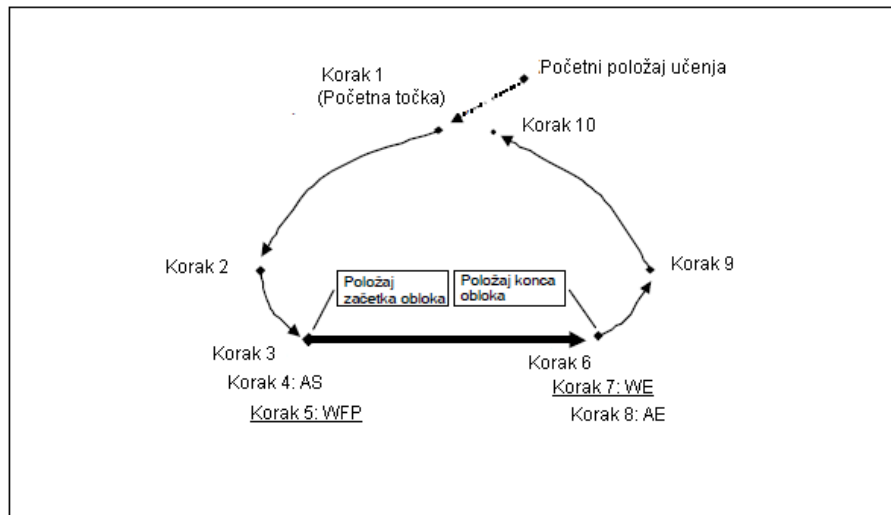 Korak 1
(Početna točka)
Početni položaj učenja
Korak 10
Korak 2
Korak 9
Položaj
začetka obloka
Položaj konca
obloka
Korak 3
Korak 4: AS
Korak 5: WFP
Korak 6
Korak 7: WE
Korak 8: AE